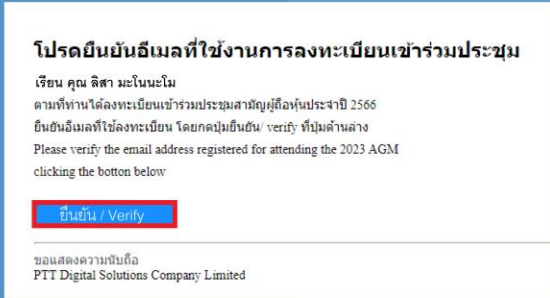 โปรดยืนยันอีเมลที่ใช้งานการลงทะเบียนเข้าร่วมประชุม
เรียน คุณ ลิสา มะโนนะโม
ตามที่ท่านได้ลงทะเบียนเข้าร่วมประชุมสามัญผู้ถือหุ้นประจำปี 2566
ยืนยันอีเมลที่ใช้ลงทะเบียน โดยกดปุ่มยืนยัน/ verify ที่ปุ่มด้านล่าง
Please verify the email address registered for attending the 2023 AGM
clicking the botton below
ยืนยัน / Verify
ขอแสดงความนับถือ
PTT Digital Solutions Company Limited